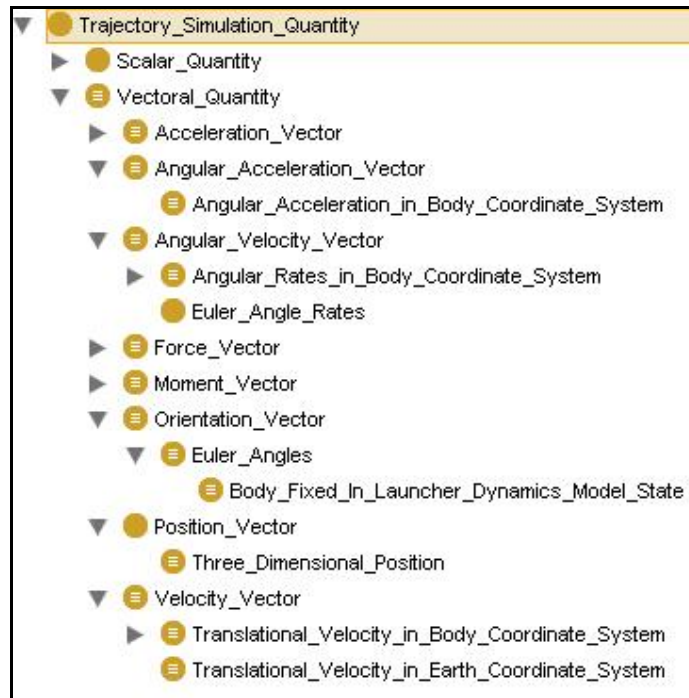 Trajectory_Simulation_Quantity
Scalar_Quantity
Vectoral_Quantity
Acceleration_Vector
Angular_Acceleration_Vector
Angular_Acceleration_in_Body_Coordinate_System
Angular_Velocity_Vector
Angular_Rates_in_Body_Coordinate_System
Euler_Angle_Rates
Force_Vector
Moment_Vector
Orientation_Vector
Euler_Angles
Body_Fixed_In_Launcher_Dynamics_Model_State
Position_Vector
Three_Dimensional_Position
Velocity_Vector
Translational_Velocity_in_Body_Coordinate_System
Translational_Velocity_in_Earth_Coordinate_System